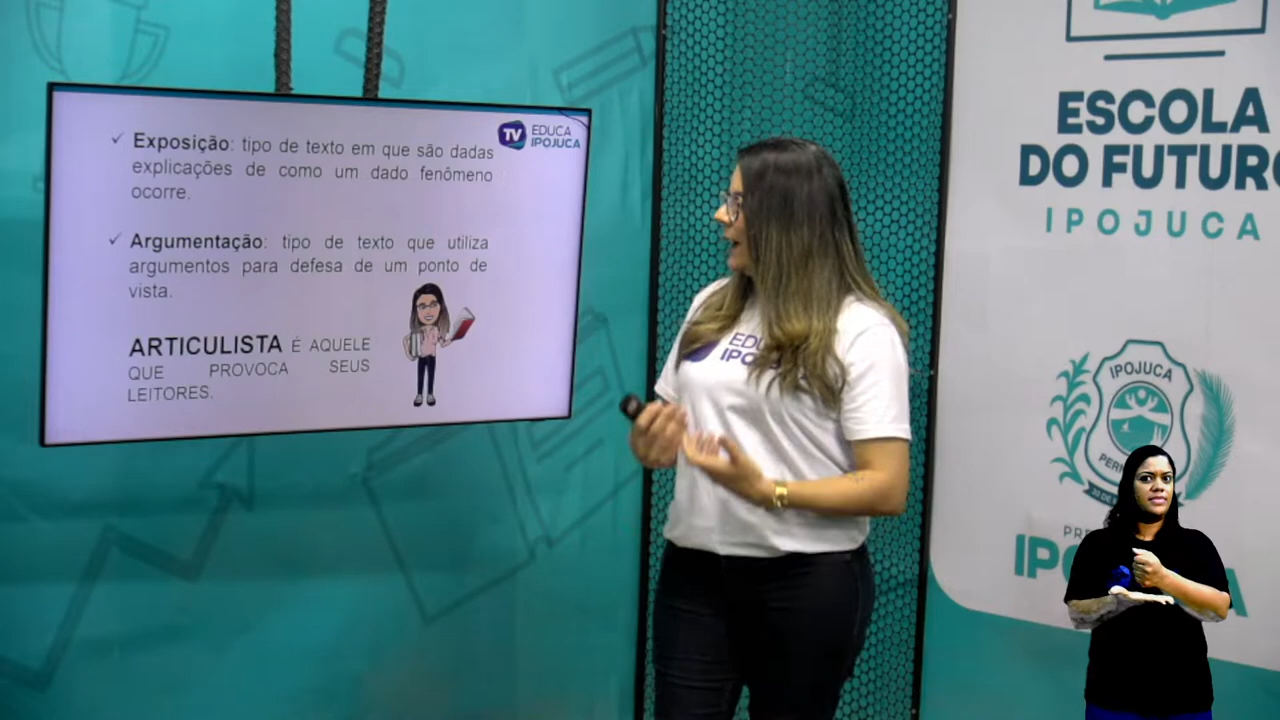 ✓ Exposição: tipo de texto em que são dadas
explicações de como um dado fenômeno
ocorre.
✓ Argumentação: tipo de texto que utiliza
argumentos para defesa de um ponto de
vista.
ARTICULISTA É AQUELE
QUE PROVOCA SEUS
LEITORES.
TV EDUCA
IPOJUCA
ESCOLA
DO FUTURO
IPOJUCA
IPOJUCA